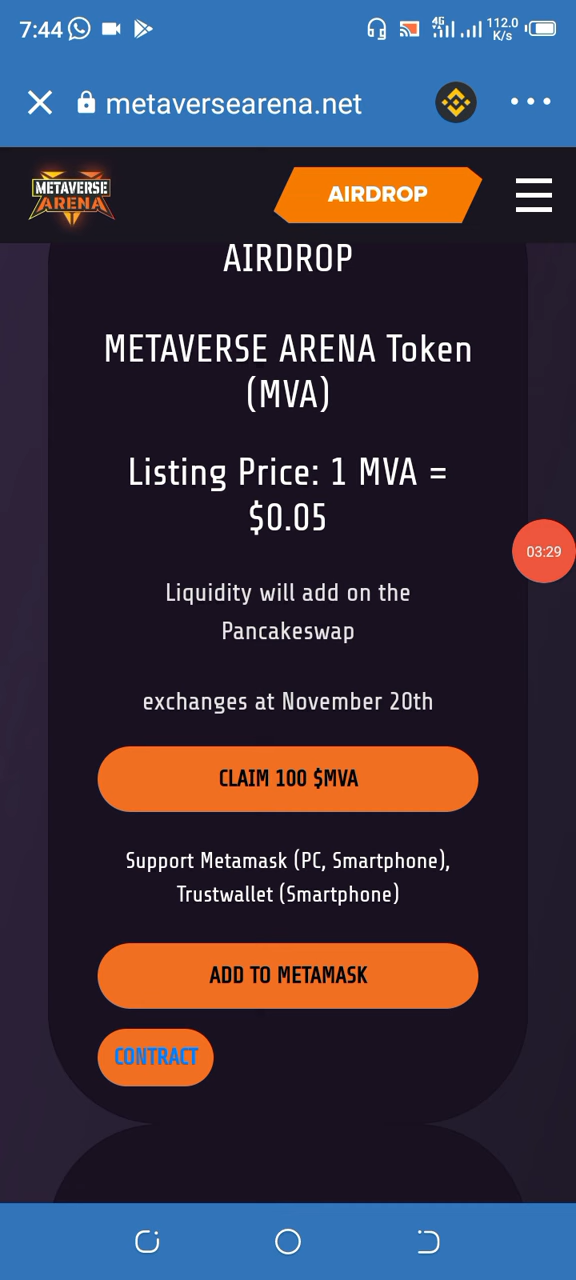 7:44
4G
112.0
K/s
metaversearena.net
METAVERSE
ARENA
AIRDROP
AIRDROP
METAVERSE ARENA Token
(MVA)
Listing Price: 1 MVA =
$0.05
03:29
Liquidity will add on the
Pancakeswap
exchanges at November 20th
CLAIM 100 $MVA
Support Metamask (PC, Smartphone),
Trustwallet (Smartphone)
ADD TO METAMASK
CONTRACT